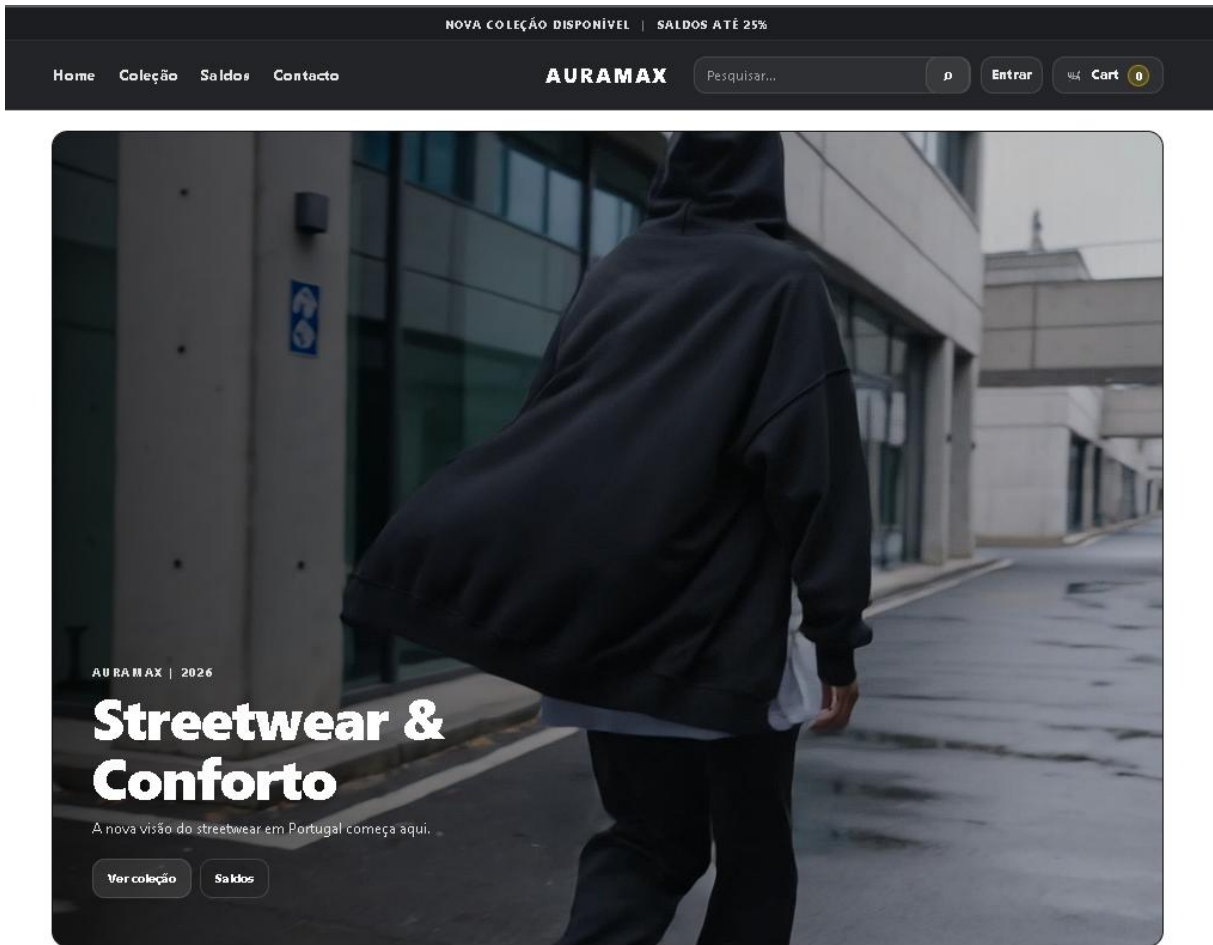 NOVA COLEÇÃO DISPONÍVEL | SALDOS ATÉ 25%
Home Coleção Saldos Contacto AURAMAX Pesquisar... Entrar Cart 0
AURAMAX | 2026
Streetwear &
Conforto
A nova visão do streetwear em Portugal começa aqui.
Ver coleção Saldos